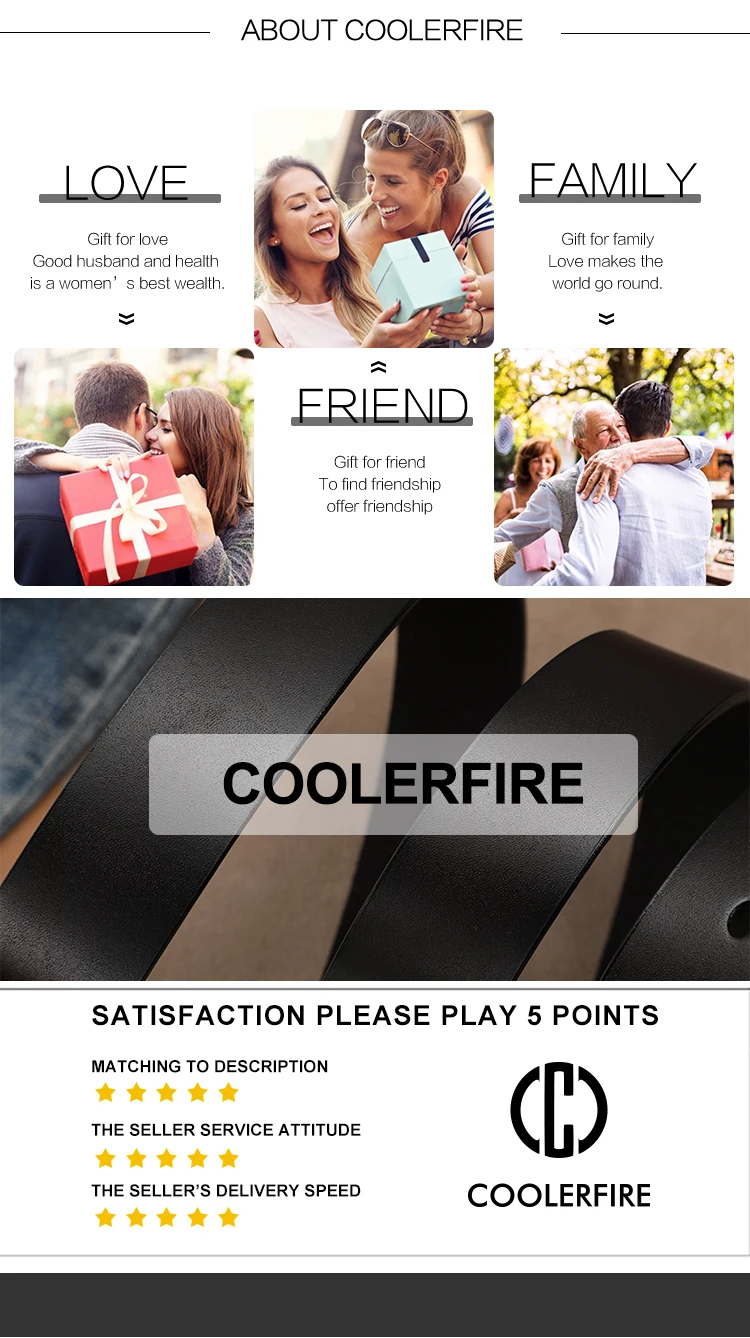 ABOUT COOLERFIRE
LOVE
Gift for love
Good husband and health
is a women’s best wealth.
FAMILY
Gift for family
Love makes the
world go round.
FRIEND
Gift for friend
To find friendship
offer friendship
COOLERFIRE
SATISFACTION PLEASE PLAY 5 POINTS
MATCHING TO DESCRIPTION
THE SELLER SERVICE ATTITUDE
THE SELLER’S DELIVERY SPEED
COOLERFIRE